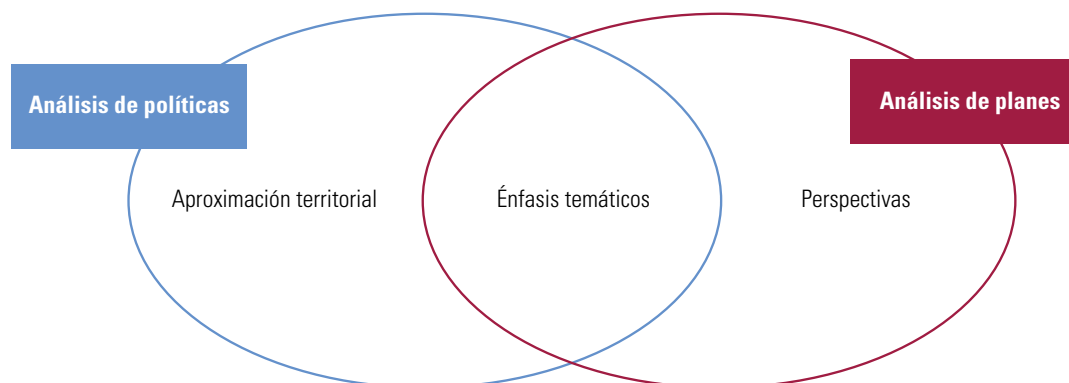 Análisis de políticas
Análisis de planes
Aproximación territorial
Énfasis temáticos
Perspectivas